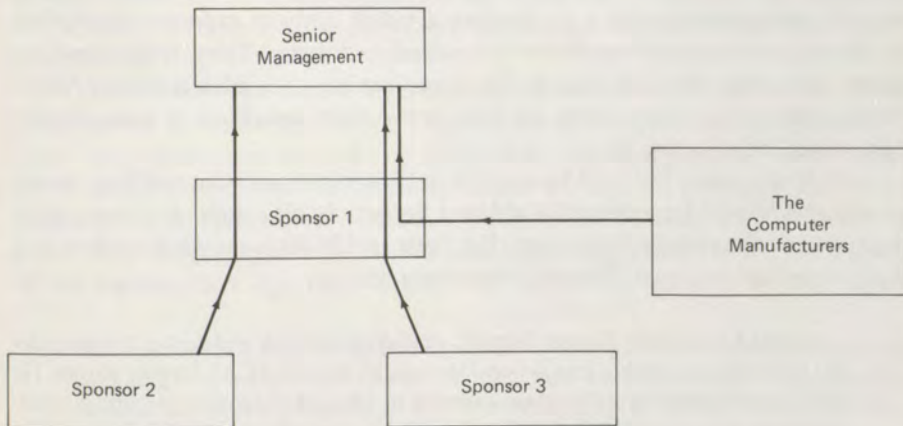 Senior
Management
Sponsor 1
The
Computer
Manufacturers
Sponsor 2
Sponsor 3